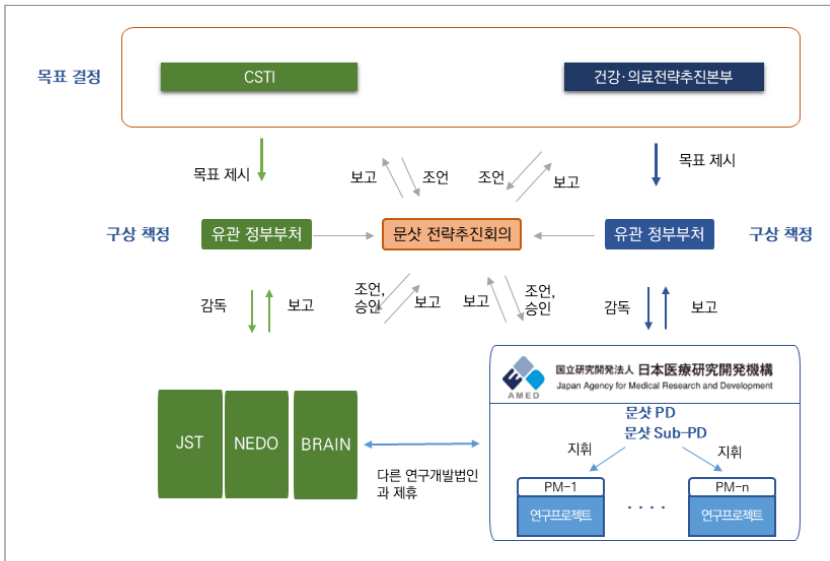 목표 결정
CSTI
건강·의료전략추진본부
목표 제시
보고
조언
조언
보고
목표 제시
구상 책정
유관 정부부처
문샷 전략추진회의
유관 정부부처
구상 책정
감독
보고
조언,
승인
보고
보고
조언,
승인
감독
보고
AMED
国立研究開発法人 日本医療研究開発機構
Japan Agency for Medical Research and Development
JST
NEDO
BRAIN
다른 연구개발법인
과 제휴
문샷 PD
문샷 Sub-PD
지휘
지휘
PM-1
연구프로젝트
····
PM-n
연구프로젝트